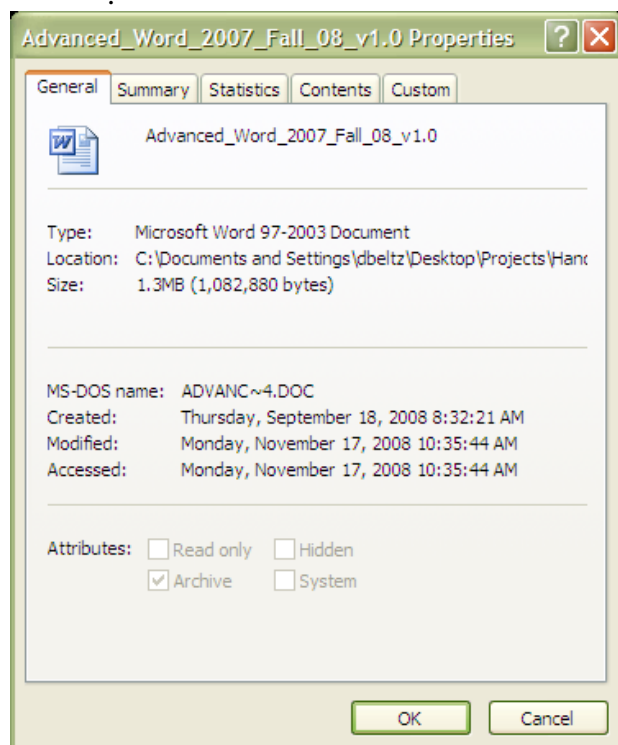 Advanced_Word_2007_Fall_08_v1.0 Properties
General Summary Statistics Contents Custom
Advanced_Word_2007_Fall_08_v1.0
Type: Microsoft Word 97-2003 Document
Location: C:\Documents and Settings\dbeltz\Desktop\Projects\Hanc
Size: 1.3MB (1,082,880 bytes)
MS-DOS name: ADVANC~4.DOC
Created: Thursday, September 18, 2008 8:32:21 AM
Modified: Monday, November 17, 2008 10:35:44 AM
Accessed: Monday, November 17, 2008 10:35:44 AM
Attributes: Read only Hidden
Archive System
OK Cancel